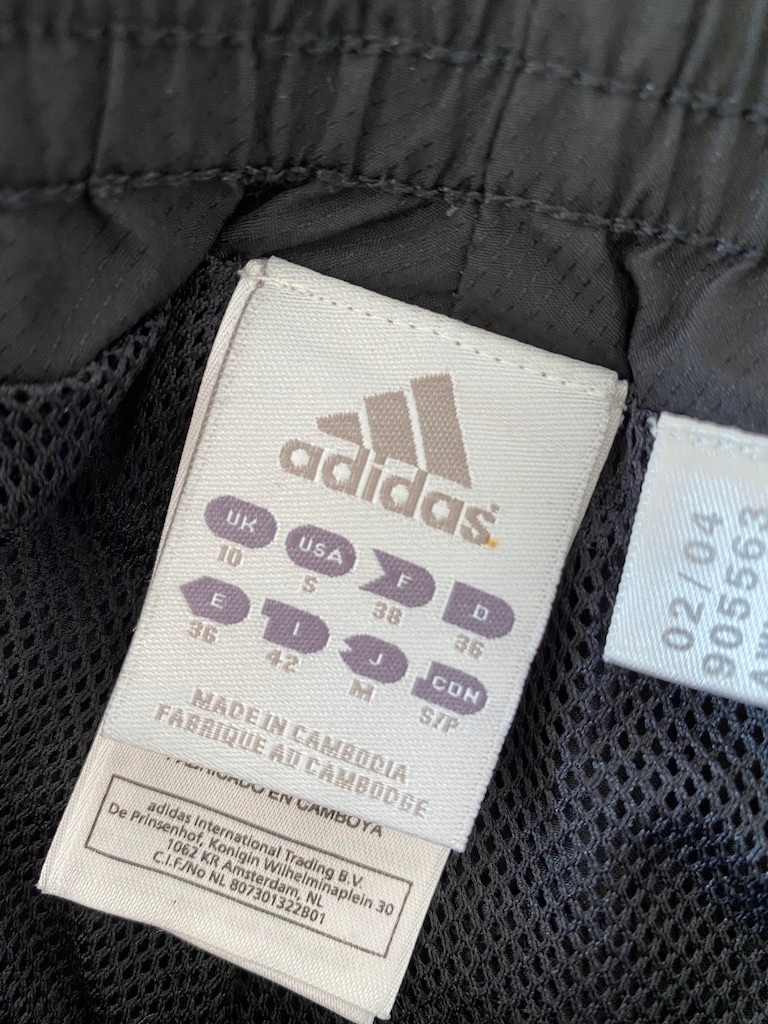 adidas
UK USA F D
10 S 38 36
E I J CDN
36 42 M S/P
MADE IN CAMBODIA
FABRIQUE AU CAMBODGE
FABRICADO EN CAMBOYA
adidas International Trading B.V.
De Prinsenhof, Konigin Wilhelminaplein 30
1062 KR Amsterdam, NL
C.I.F./No NL 807301322B01
02/04
905563